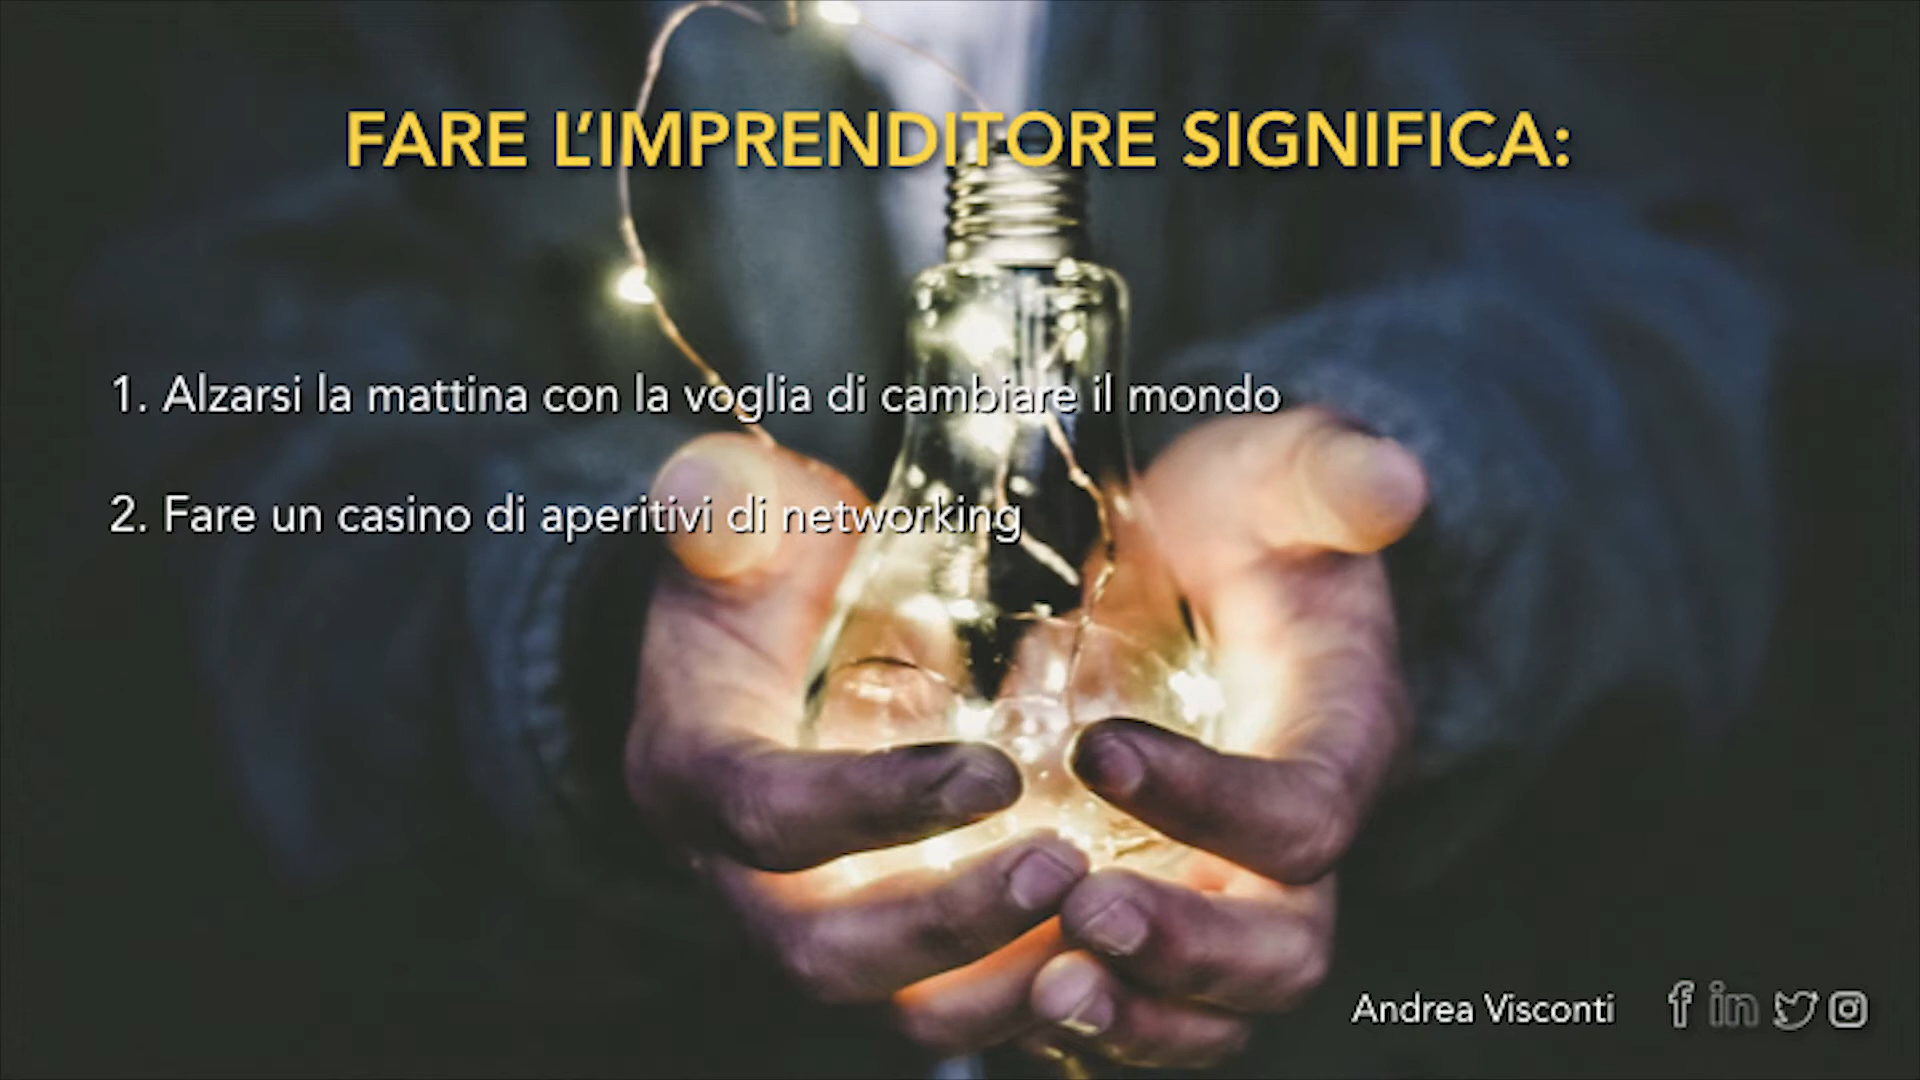 FARE L'IMPRENDITORE SIGNIFICA:
1. Alzarsi la mattina con la voglia di cambiare il mondo
2. Fare un casino di aperitivi di networking
Andrea Visconti